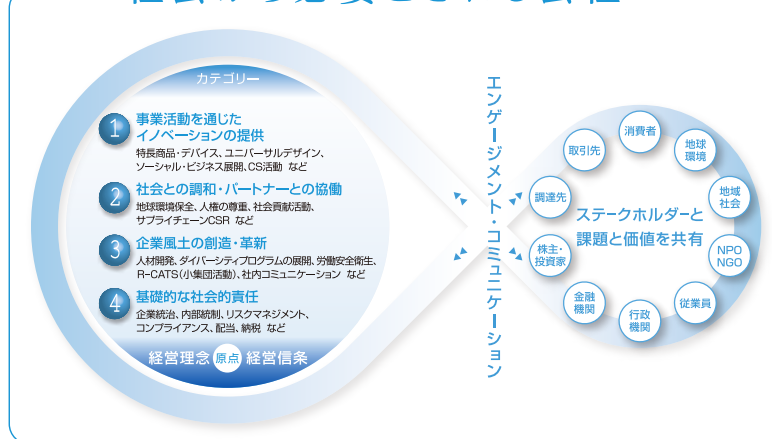 カテゴリー
1
事業活動を通じた
イノベーションの提供
特長商品・デバイス、ユニバーサルデザイン、
ソーシャル・ビジネス展開、CS活動 など
2
社会との調和・パートナーとの協働
地球環境保全、人権の尊重、社会貢献活動、
サプライチェーンCSR など
3
企業風土の創造・革新
人材開発、ダイバーシティプログラムの展開、労働安全衛生、
R-CATS(小集団活動)、社内コミュニケーション など
4
基礎的な社会的責任
企業統治、内部統制、リスクマネジメント、
コンプライアンス、配当、納税 など
経営理念 原点 経営信条
エンゲージメント・コミュニケーション
ステークホルダーと
課題と価値を共有
消費者
地球
環境
地域
社会
NPO
NGO
従業員
行政
機関
金融
機関
株主・
投資家
調達先
取引先